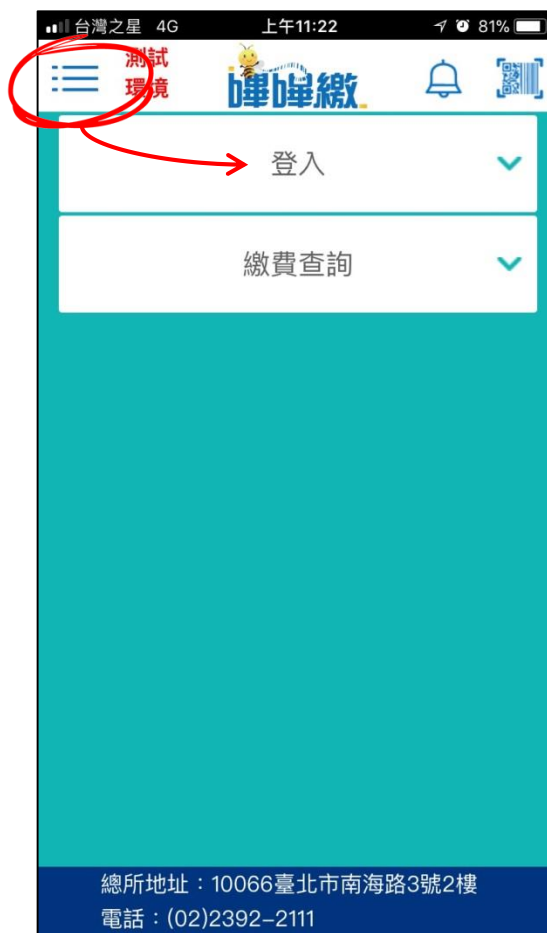 台灣之星 4G 上午11:22 81%
測試
環境
嗶嗶繳
登入
繳費查詢
總所地址：10066臺北市南海路3號2樓
電話：(02)2392–2111